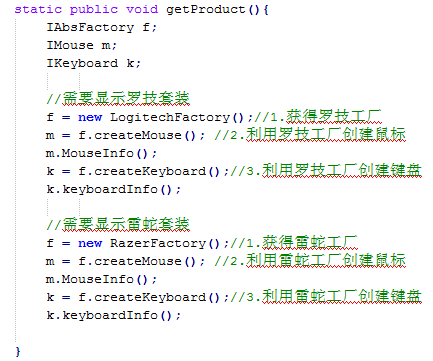 static public void getProduct(){
IAbsFactory f;
IMouse m;
IKeyboard k;
//需要显示罗技套装
f = new LogitechFactory();//1.获得罗技工厂
m = f.createMouse(); //2.利用罗技工厂创建鼠标
m.MouseInfo();
k = f.createKeyboard();//3.利用罗技工厂创建键盘
k.keyboardInfo();
//需要显示雷蛇套装
f = new RazerFactory();//1.获得雷蛇工厂
m = f.createMouse(); //2.利用雷蛇工厂创建鼠标
m.MouseInfo();
k = f.createKeyboard();//3.利用雷蛇工厂创建键盘
k.keyboardInfo();
}